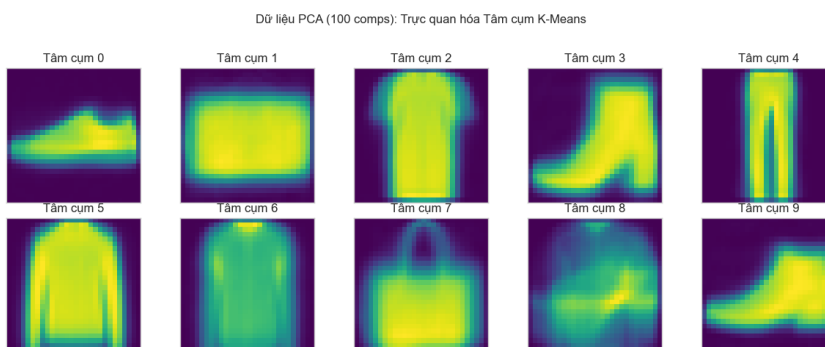 Dữ liệu PCA (100 comps): Trực quan hóa Tâm cụm K-Means
Tâm cụm 0 Tâm cụm 1 Tâm cụm 2 Tâm cụm 3 Tâm cụm 4
Tâm cụm 5 Tâm cụm 6 Tâm cụm 7 Tâm cụm 8 Tâm cụm 9